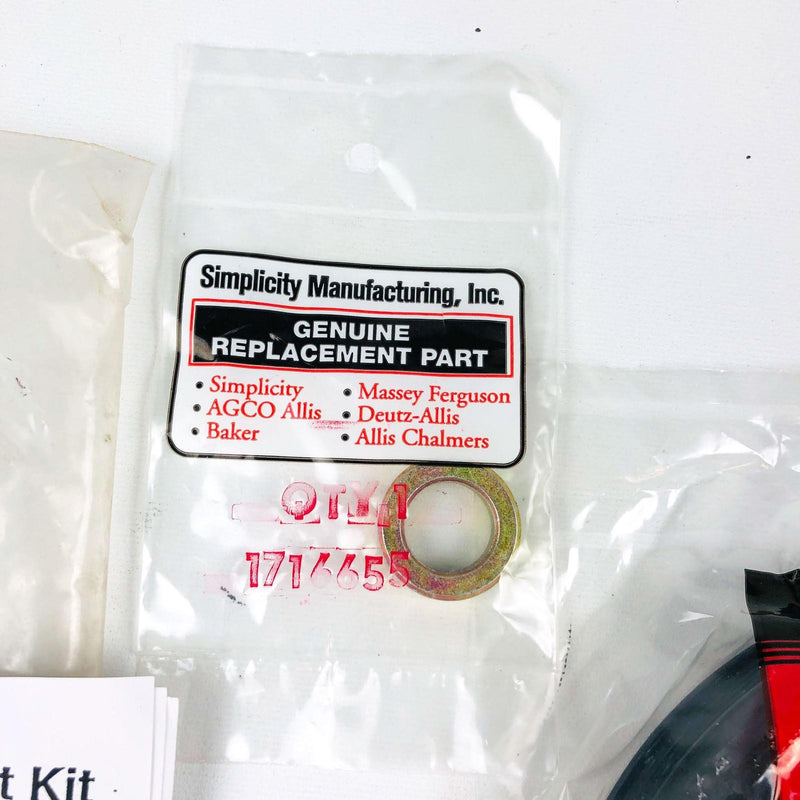 Simplicity Manufacturing, Inc.
GENUINE
REPLACEMENT PART
• Simplicity
• AGCO Allis
• Baker
• Massey Ferguson
• Deutz-Allis
• Allis Chalmers
QTY.1
1716655
t Kit